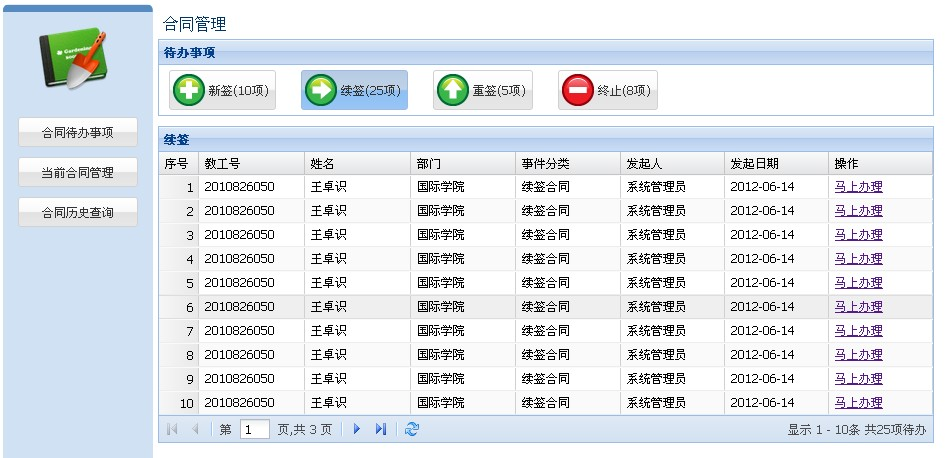 合同管理
待办事项
新签(10项) 续签(25项) 重签(5项) 终止(8项)
合同待办事项
当前合同管理
合同历史查询
续签
序号 教工号 姓名 部门 事件分类 发起人 发起日期 操作
1 2010826050 王卓识 国际学院 续签合同 系统管理员 2012-06-14 马上办理
2 2010826050 王卓识 国际学院 续签合同 系统管理员 2012-06-14 马上办理
3 2010826050 王卓识 国际学院 续签合同 系统管理员 2012-06-14 马上办理
4 2010826050 王卓识 国际学院 续签合同 系统管理员 2012-06-14 马上办理
5 2010826050 王卓识 国际学院 续签合同 系统管理员 2012-06-14 马上办理
6 2010826050 王卓识 国际学院 续签合同 系统管理员 2012-06-14 马上办理
7 2010826050 王卓识 国际学院 续签合同 系统管理员 2012-06-14 马上办理
8 2010826050 王卓识 国际学院 续签合同 系统管理员 2012-06-14 马上办理
9 2010826050 王卓识 国际学院 续签合同 系统管理员 2012-06-14 马上办理
10 2010826050 王卓识 国际学院 续签合同 系统管理员 2012-06-14 马上办理
第 1 页,共 3 页 显示 1 - 10条 共25项待办